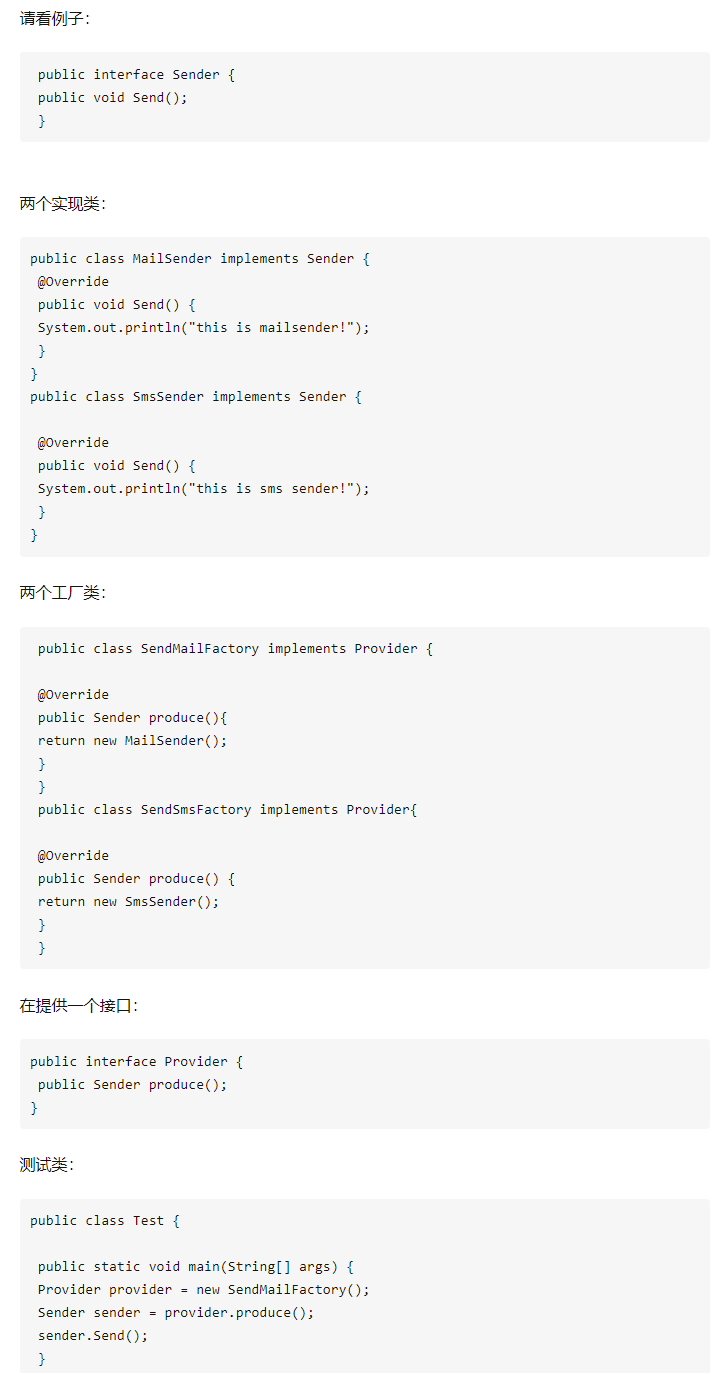 请看例子：
public interface Sender {
public void Send();
}
两个实现类：
public class MailSender implements Sender {
@Override
public void Send() {
System.out.println("this is mailsender!");
}
}
public class SmsSender implements Sender {
@Override
public void Send() {
System.out.println("this is sms sender!");
}
}
两个工厂类：
public class SendMailFactory implements Provider {
@Override
public Sender produce(){
return new MailSender();
}
}
public class SendSmsFactory implements Provider{
@Override
public Sender produce() {
return new SmsSender();
}
}
在提供一个接口：
public interface Provider {
public Sender produce();
}
测试类：
public class Test {
public static void main(String[] args) {
Provider provider = new SendMailFactory();
Sender sender = provider.produce();
sender.Send();
}